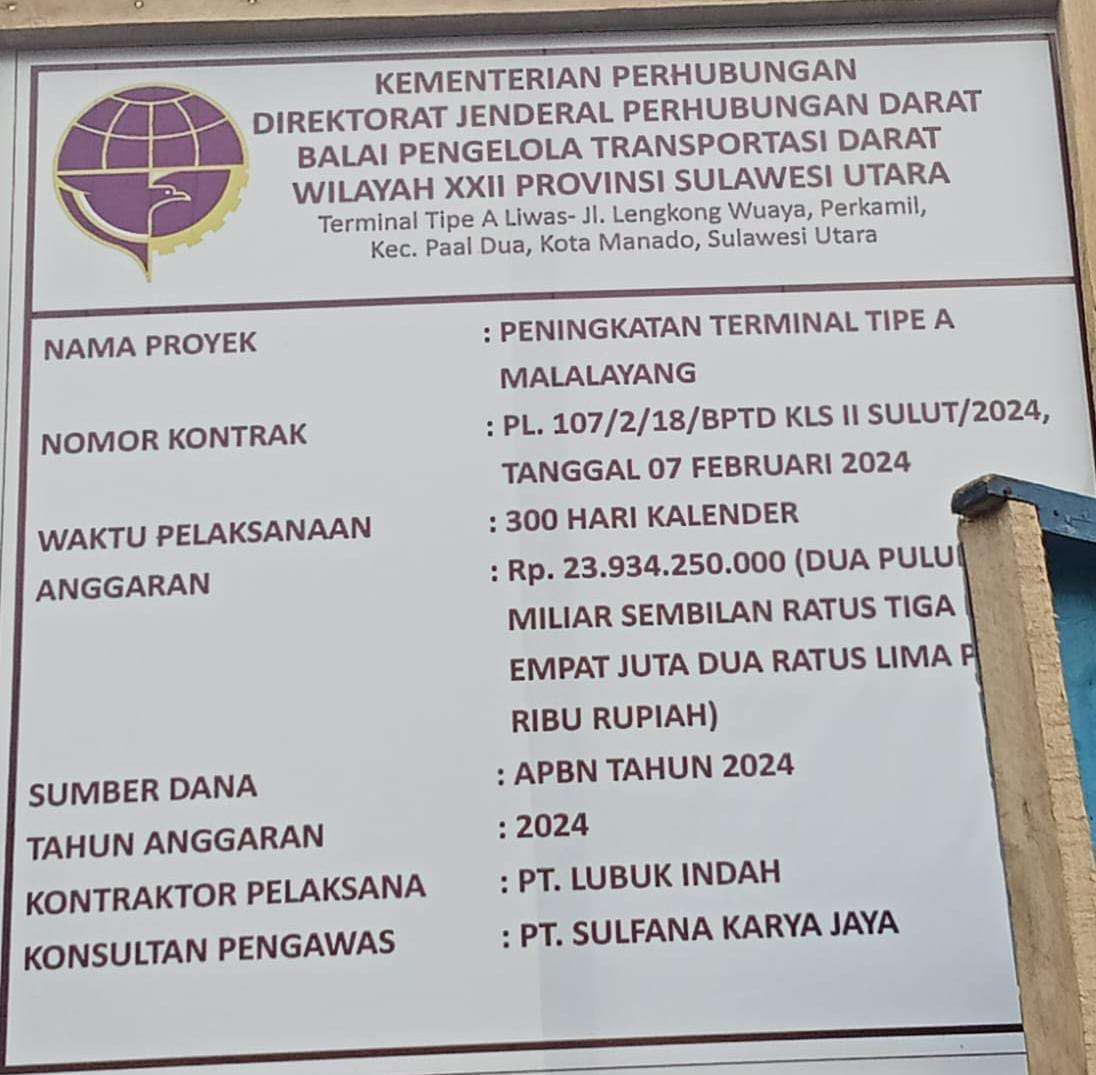 KEMENTERIAN PERHUBUNGAN
DIREKTORAT JENDERAL PERHUBUNGAN DARAT
BALAI PENGELOLA TRANSPORTASI DARAT
WILAYAH XXII PROVINSI SULAWESI UTARA
Terminal Tipe A Liwas- Jl. Lengkong Wuaya, Perkamil,
Kec. Paal Dua, Kota Manado, Sulawesi Utara
NAMA PROYEK : PENINGKATAN TERMINAL TIPE A
MALALAYANG
NOMOR KONTRAK : PL. 107/2/18/BPTD KLS II SULUT/2024,
TANGGAL 07 FEBRUARI 2024
WAKTU PELAKSANAAN : 300 HARI KALENDER
ANGGARAN : Rp. 23.934.250.000 (DUA
MILIAR SEMBILAN RATUS TIGA
EMPAT JUTA DUA RATUS LIMA
RIBU RUPIAH)
SUMBER DANA : APBN TAHUN 2024
TAHUN ANGGARAN : 2024
KONTRAKTOR PELAKSANA : PT. LUBUK INDAH
KONSULTAN PENGAWAS : PT. SULFANA KARYA JAYA